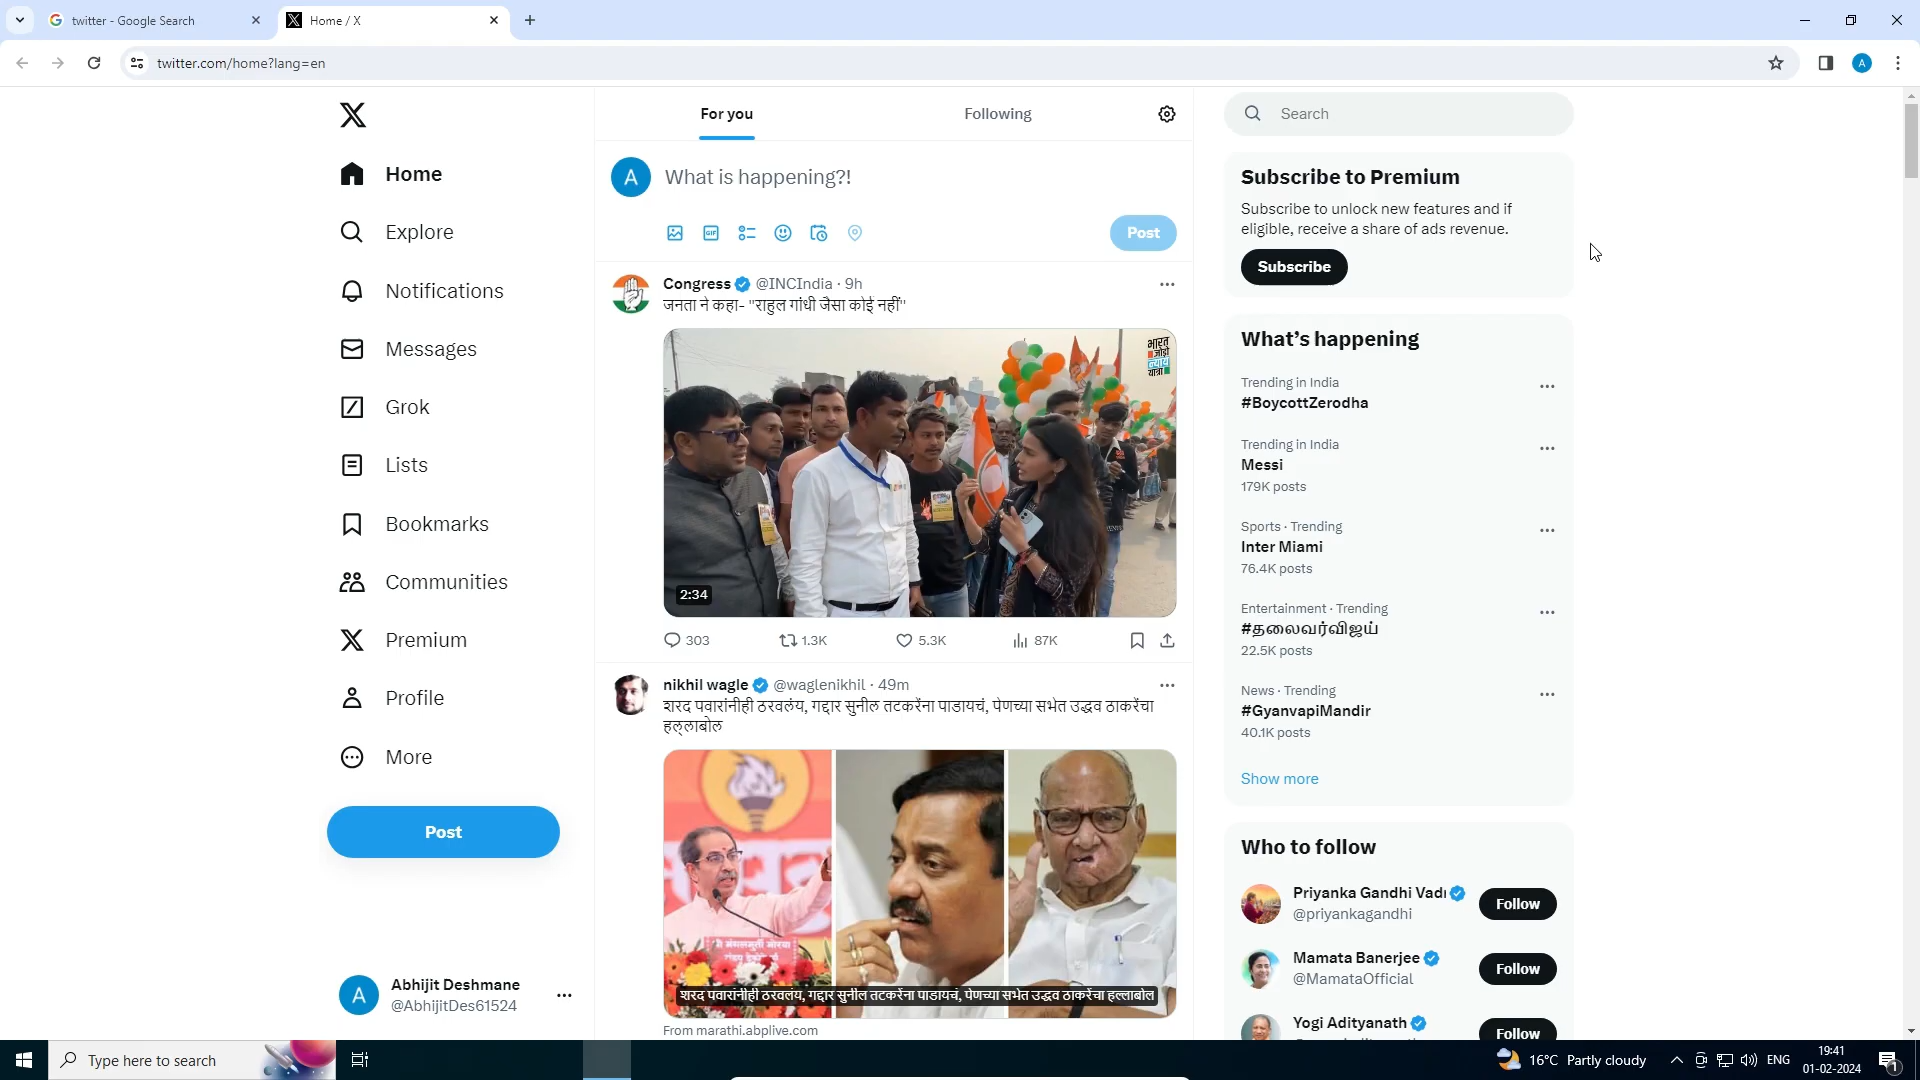 twitter - Google Search
Home / X
twitter.com/home?lang=en
A
Home
Explore
Notifications
Messages
Grok
Lists
Bookmarks
Communities
Premium
Profile
More
Post
A
Abhijit Deshmane
@AbhijitDes61524
For you
Following
A
What is happening?!
GIF
Post
Congress @INCIndia · 9h
जनता ने कहा- "राहुल गांधी जैसा कोई नहीं"
भारत
जोड़ो
न्याय
यात्रा
2:34
303
1.3K
5.3K
87K
nikhil wagle @waglenikhil · 49m
शरद पवारांनीही ठरवलंय, गद्दार सुनील तटकरेंना पाडायचं, पेणच्या सभेत उद्धव ठाकरेंचा
हल्लाबोल
शरद पवारांनीही ठरवलंय, गद्दार सुनील तटकरेंना पाडायचं, पेणच्या सभेत उद्धव ठाकरेंचा हल्लाबोल
From marathi.abplive.com
Search
Subscribe to Premium
Subscribe to unlock new features and if
eligible, receive a share of ads revenue.
Subscribe
What's happening
Trending in India
#BoycottZerodha
Trending in India
Messi
179K posts
Sports · Trending
Inter Miami
76.4K posts
Entertainment · Trending
#தலைவர்விஜய்
22.5K posts
News · Trending
#GyanvapiMandir
40.1K posts
Show more
Who to follow
Priyanka Gandhi Vadr
@priyankagandhi
Follow
Mamata Banerjee
@MamataOfficial
Follow
Yogi Adityanath
Follow
Type here to search
16°C Partly cloudy
ENG
19:41
01-02-2024
1